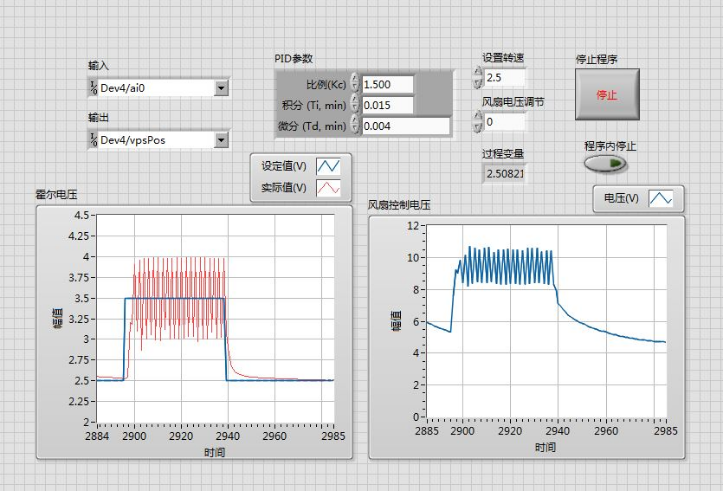 输入
Dev4/ai0
输出
Dev4/vpsPos
PID参数
比例(Kc) 1.500
积分 (Ti, min) 0.015
微分 (Td, min) 0.004
设置转速
2.5
风扇电压调节
0
过程变量
2.50821
停止程序
停止
程序内停止
设定值(V)
实际值(V)
霍尔电压
幅值
4.5
4.25
4
3.75
3.5
3.25
3
2.75
2.5
2.25
2
2884 2900 2920 2940 2960 2985
时间
电压(V)
风扇控制电压
幅值
12
10
8
6
4
2
0
2885 2900 2920 2940 2960 2985
时间